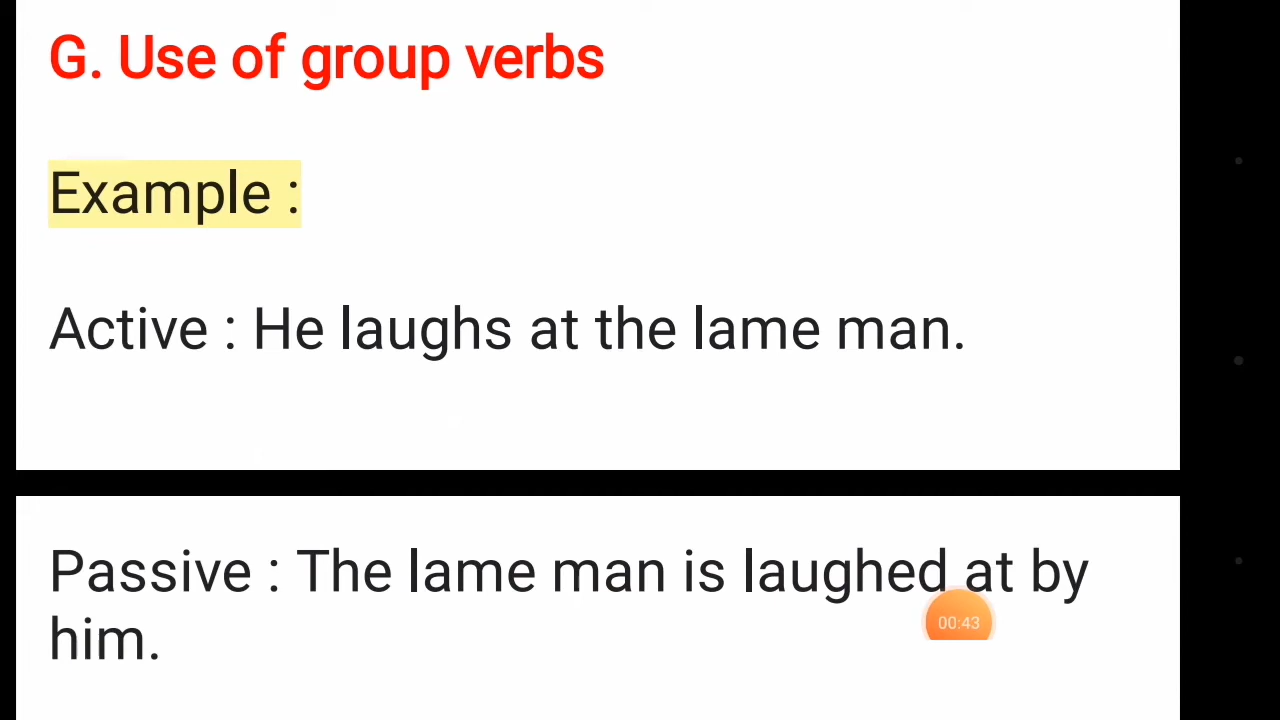 G. Use of group verbs
Example :
Active : He laughs at the lame man.
Passive : The lame man is laughed at by
him.
00:43